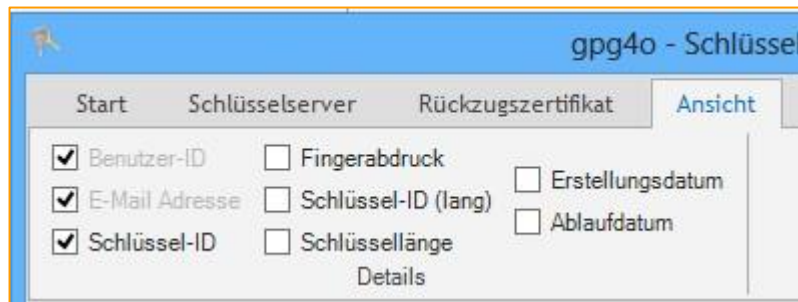 gpg4o - Schlüssel
Start Schlüsselserver Rückzugszertifikat Ansicht
Benutzer-ID Fingerabdruck
Erstellungsdatum
E-Mail Adresse Schlüssel-ID (lang)
Ablaufdatum
Schlüssel-ID Schlüssellänge
Details